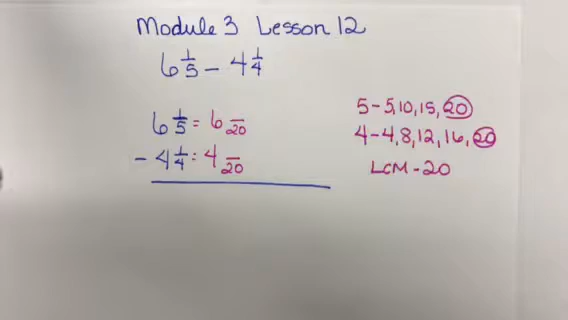 Module 3 Lesson 12
6 1/5 - 4 1/4
6 1/5 = 6 _/20
- 4 1/4 = 4 _/20
5 - 5, 10, 15, 20
4 - 4, 8, 12, 16, 20
LCM - 20